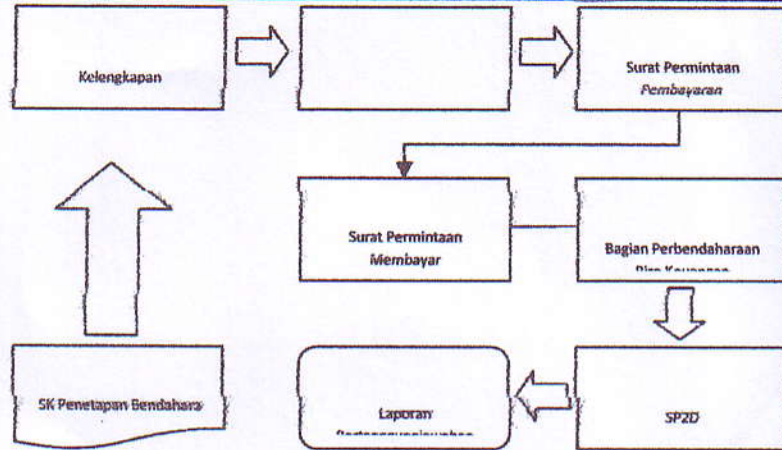 Kelengkapan
Surat Permintaan
Pembayaran
Surat Permintaan
Membayar
Bagian Perbendaharaan
SK Penetapan Bendahara
Laporan
SP2D